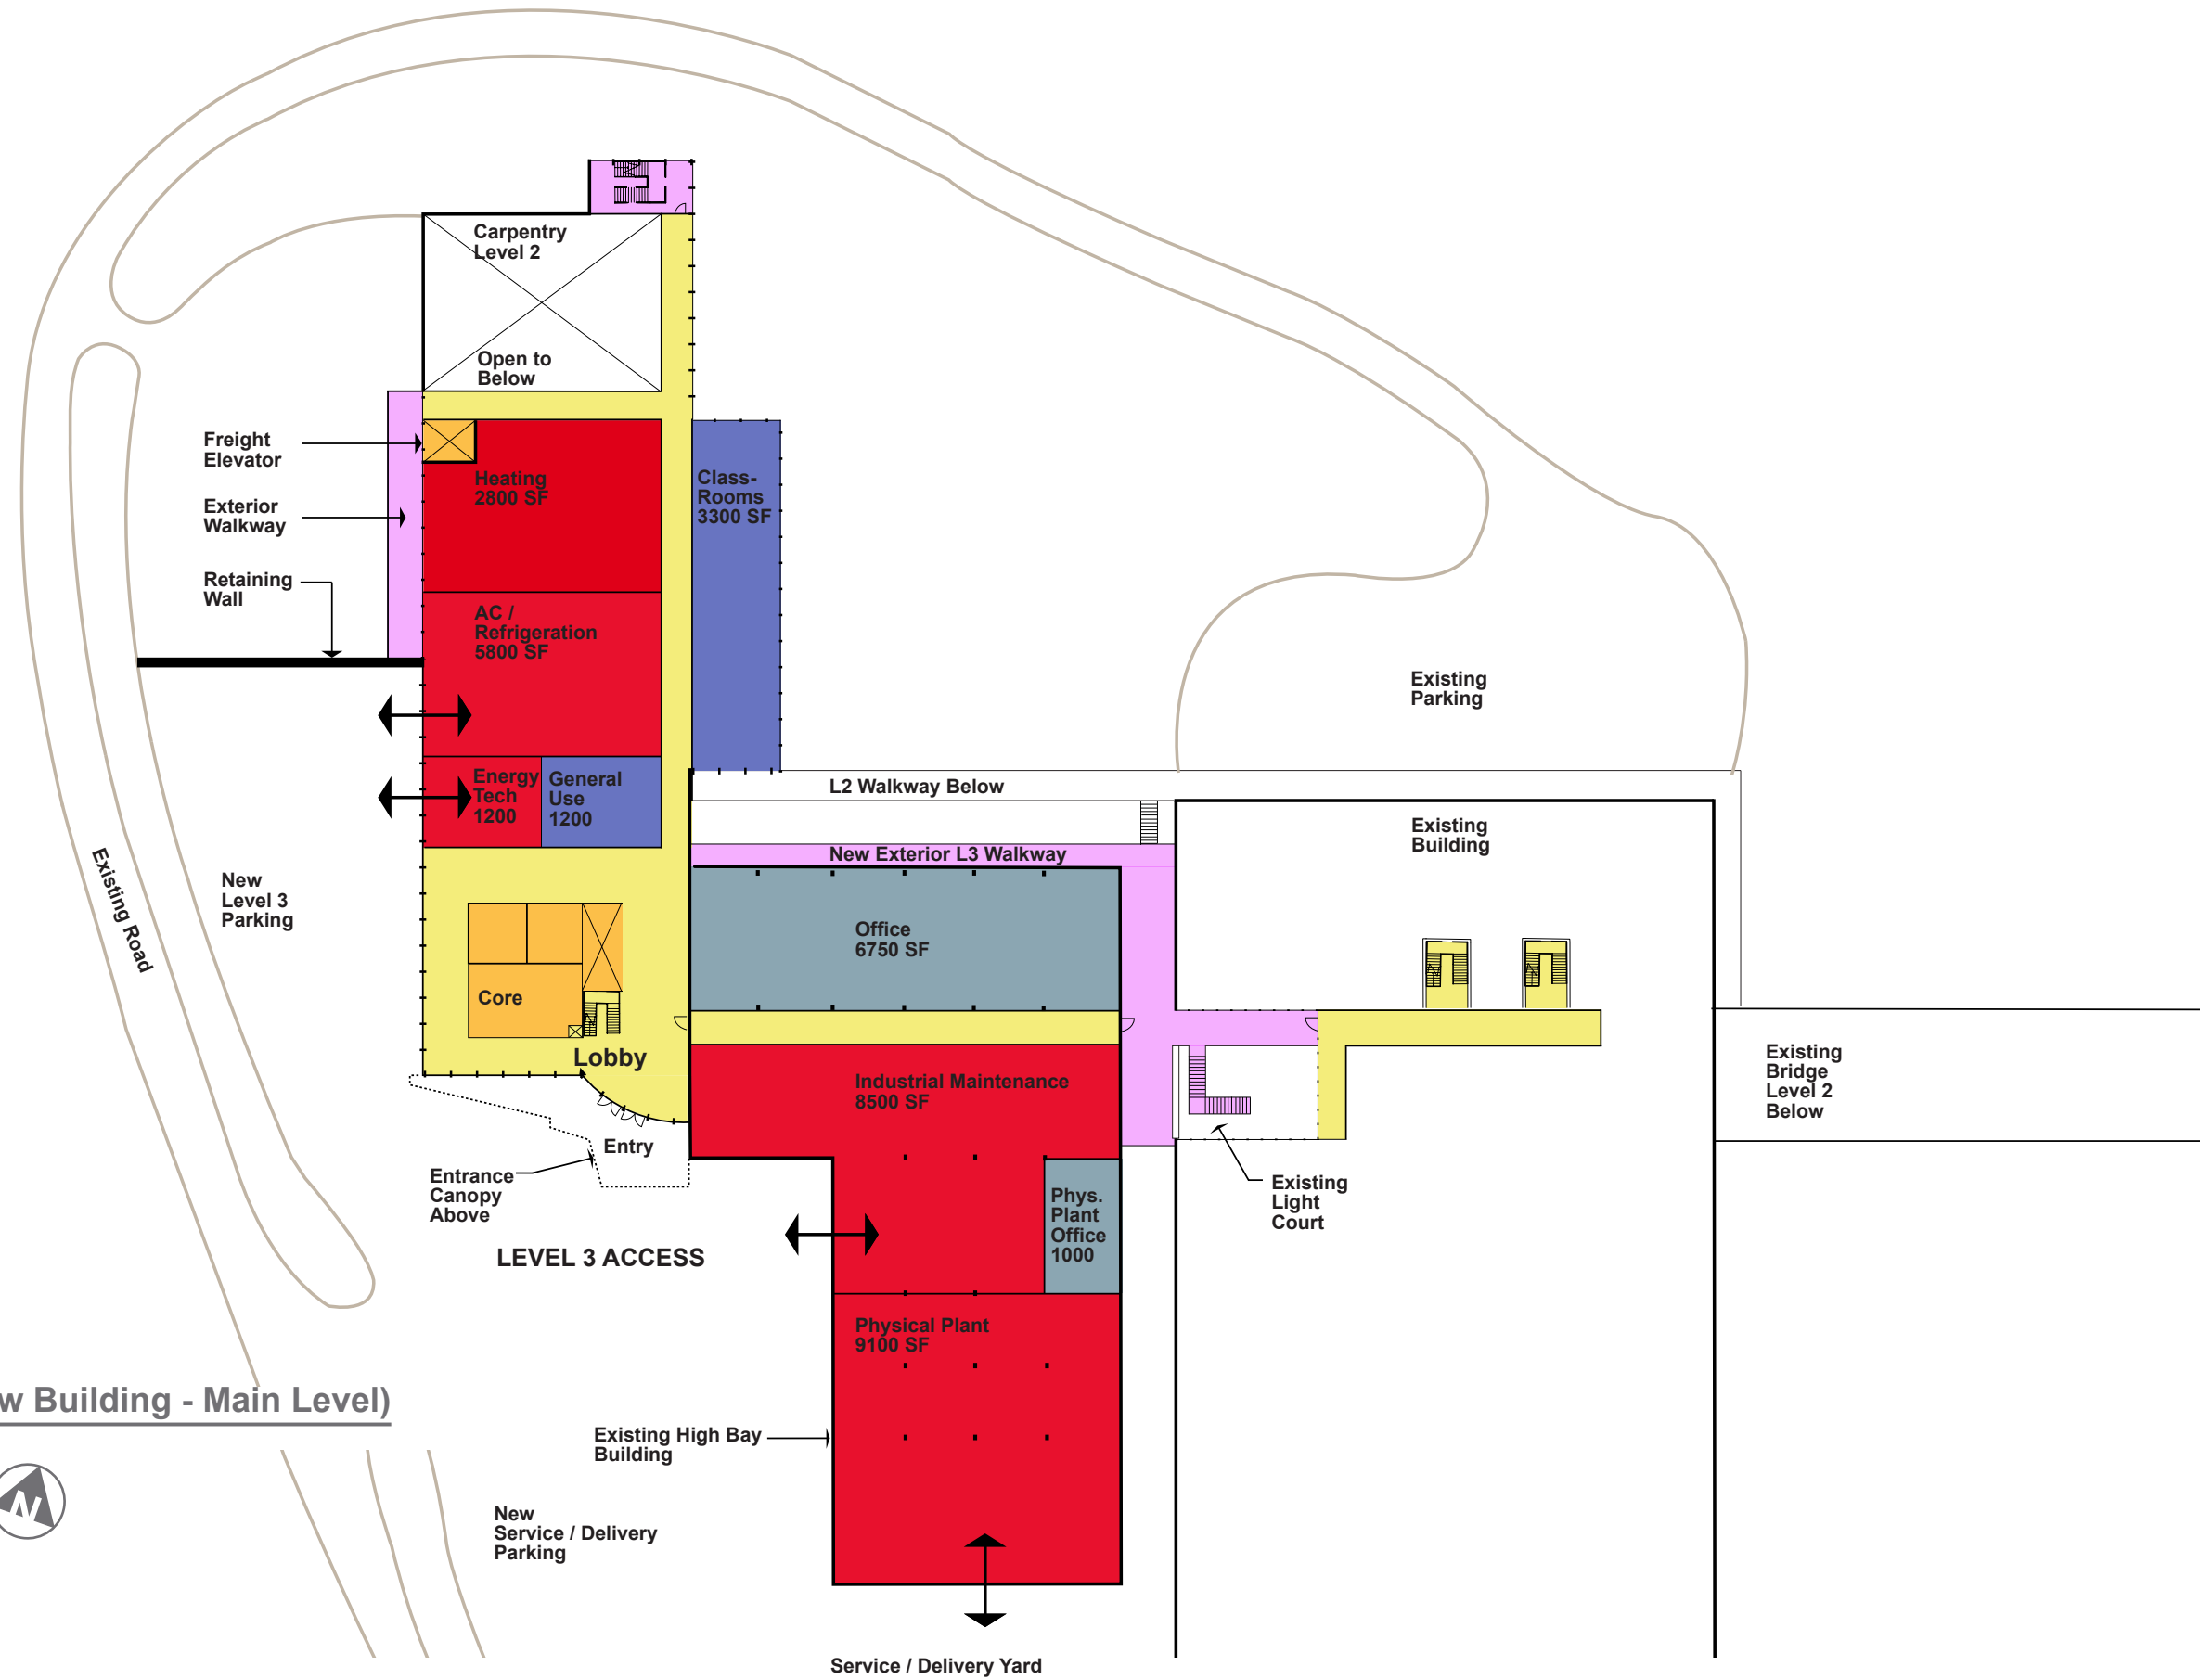 Carpentry
Level 2
Open to
Below
Freight
Elevator
Heating
2800 SF
Class-
Rooms
3300 SF
Exterior
Walkway
Retaining
Wall
AC /
Refrigeration
5800 SF
Existing
Parking
Energy
Tech
1200
General
Use
1200
L2 Walkway Below
Existing
Building
New Exterior L3 Walkway
Existing Road
New
Level 3
Parking
Office
6750 SF
Core
Lobby
Existing
Bridge
Level 2
Below
Industrial Maintenance
8500 SF
Entry
Entrance
Canopy
Above
Phys.
Plant
Office
1000
Existing
Light
Court
LEVEL 3 ACCESS
Physical Plant
9100 SF
w Building - Main Level)
Existing High Bay
Building
N
New
Service / Delivery
Parking
Service / Delivery Yard